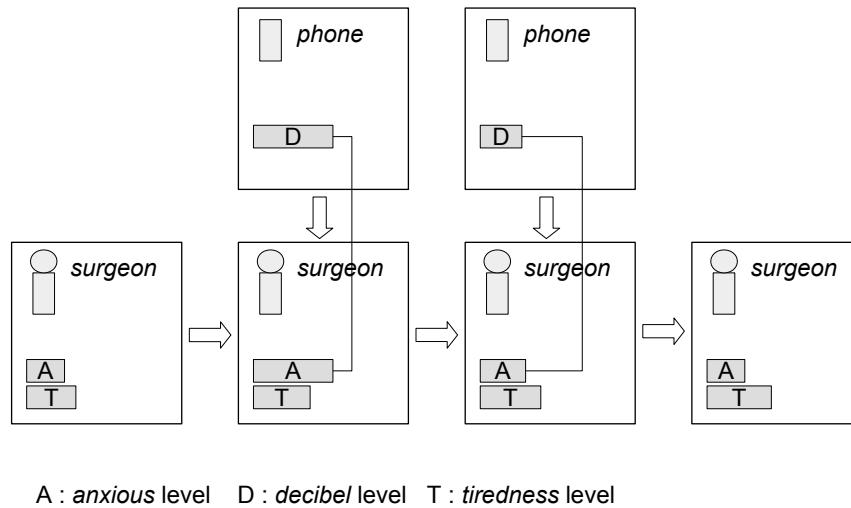 phone
phone
D
D
surgeon
surgeon
surgeon
surgeon
A
A
A
A
T
T
T
T
A : anxious level D : decibel level T : tiredness level